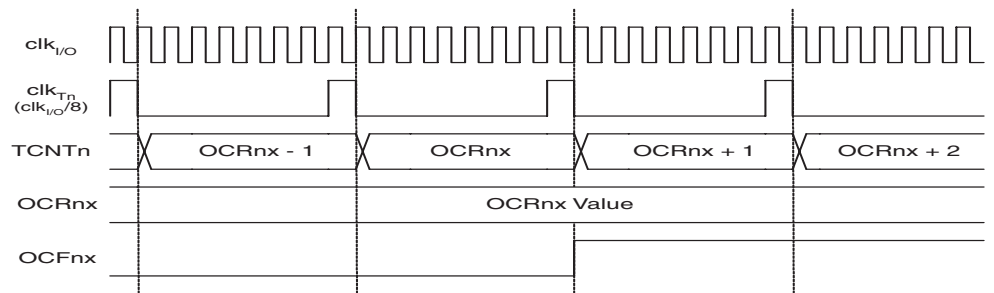 clkI/O
clkTn
(clkI/O/8)
TCNTn OCRnx - 1 OCRnx OCRnx + 1 OCRnx + 2
OCRnx OCRnx Value
OCFnx